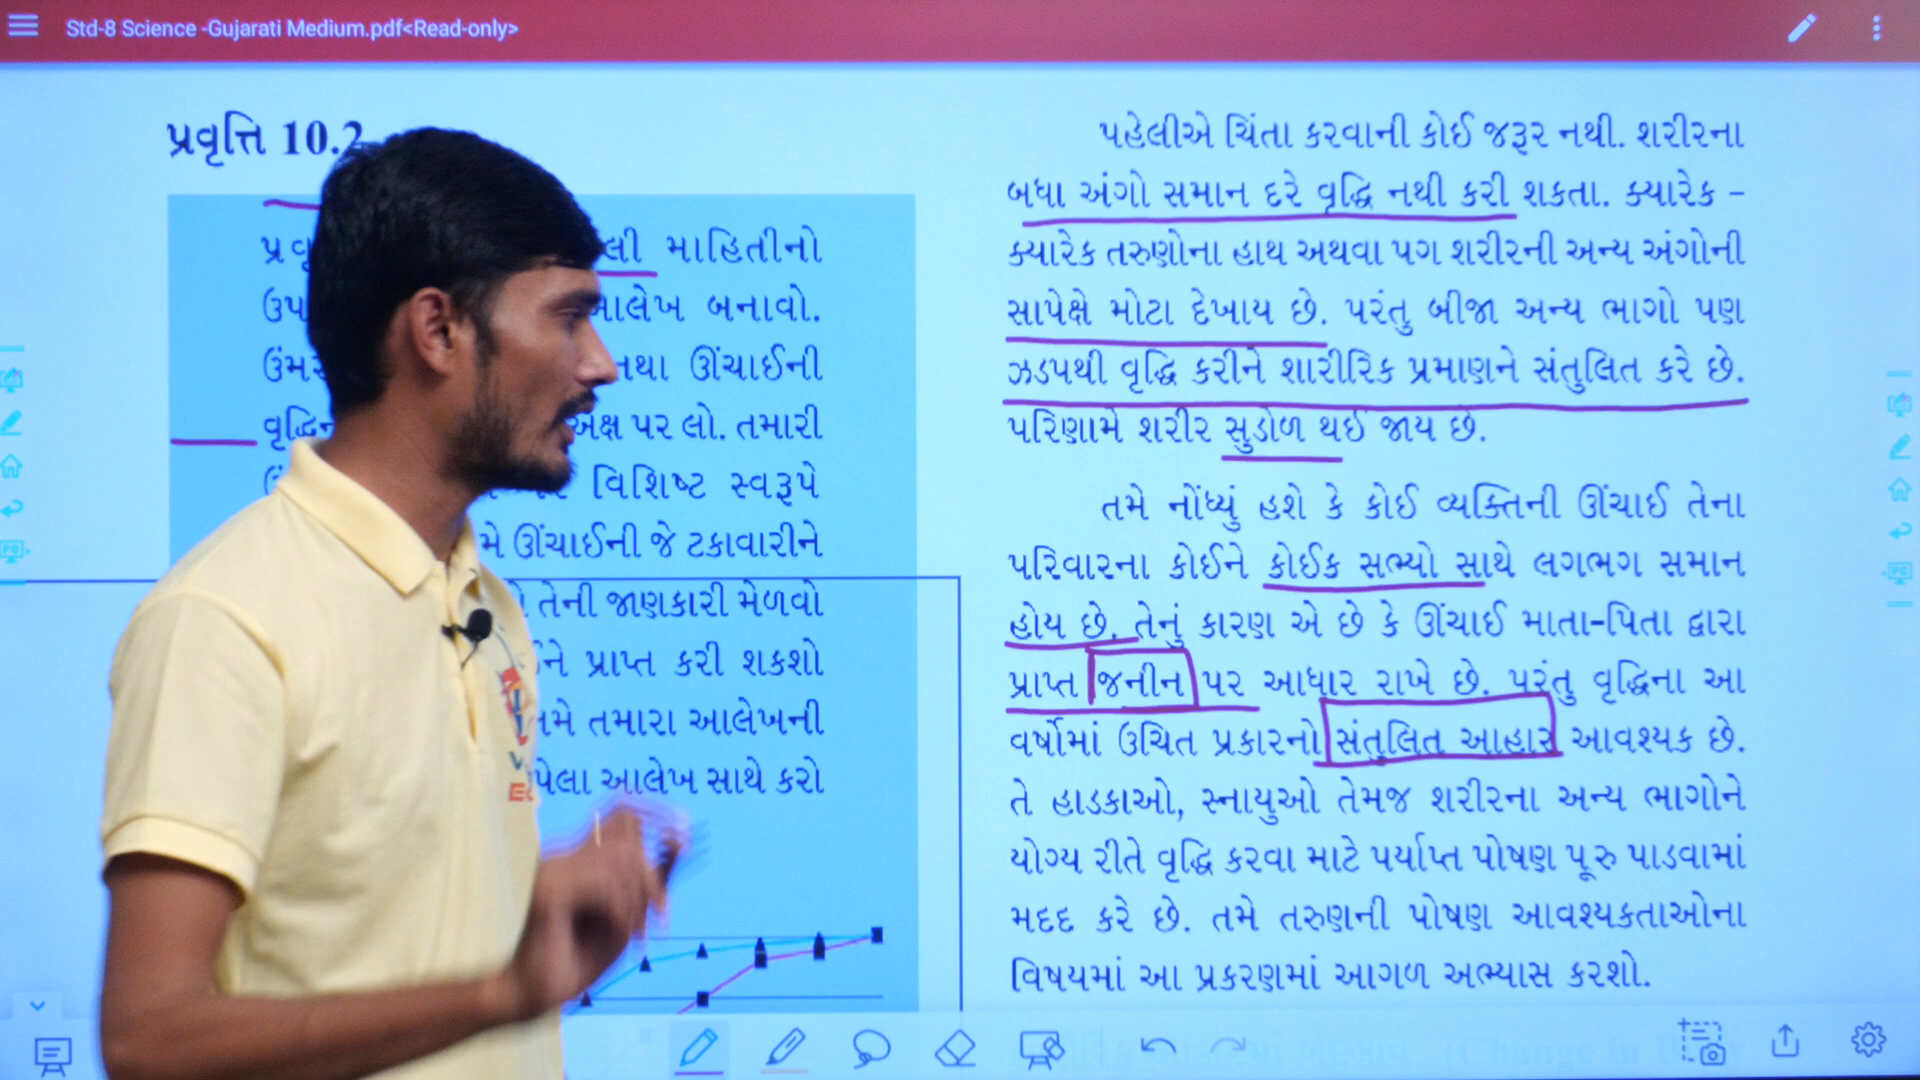 Std-8 Science -Gujarati Medium.pdf<Read-only>
પ્રવૃત્તિ 10.2
લી માહિતીનો
બનાવો.
તથા ઊંચાઈની
પર લો. તમારી
વિશિષ્ટ સ્વરૂપે
મે ઊંચાઈની જે ટકાવારીને
તેની જાણકારી મેળવો
ને પ્રાપ્ત કરી શકશો
તમે તમારા આલેખની
પેલા આલેખ સાથે કરો
પહેલીએ ચિંતા કરવાની કોઈ જરૂર નથી. શરીરના
બધા અંગો સમાન દરે વૃદ્ધિ નથી કરી શકતા. ક્યારેક –
ક્યારેક તરુણોના હાથ અથવા પગ શરીરની અન્ય અંગોની
સાપેક્ષે મોટા દેખાય છે. પરંતુ બીજા અન્ય ભાગો પણ
ઝડપથી વૃદ્ધિ કરીને શારીરિક પ્રમાણને સંતુલિત કરે છે.
પરિણામે શરીર સુડોળ થઈ જાય છે.
તમે નોંધ્યું હશે કે કોઈ વ્યક્તિની ઊંચાઈ તેના
પરિવારના કોઈને કોઈક સભ્યો સાથે લગભગ સમાન
હોય છે. તેનું કારણ એ છે કે ઊંચાઈ માતા-પિતા દ્વારા
પ્રાપ્ત જનીન પર આધાર રાખે છે. પરંતુ વૃદ્ધિના આ
વર્ષોમાં ઉચિત પ્રકારનો સંતુલિત આહાર આવશ્યક છે.
તે હાડકાઓ, સ્નાયુઓ તેમજ શરીરના અન્ય ભાગોને
યોગ્ય રીતે વૃદ્ધિ કરવા માટે પર્યાપ્ત પોષણ પૂરુ પાડવામાં
મદદ કરે છે. તમે તરુણની પોષણ આવશ્યકતાઓના
વિષયમાં આ પ્રકરણમાં આગળ અભ્યાસ કરશો.